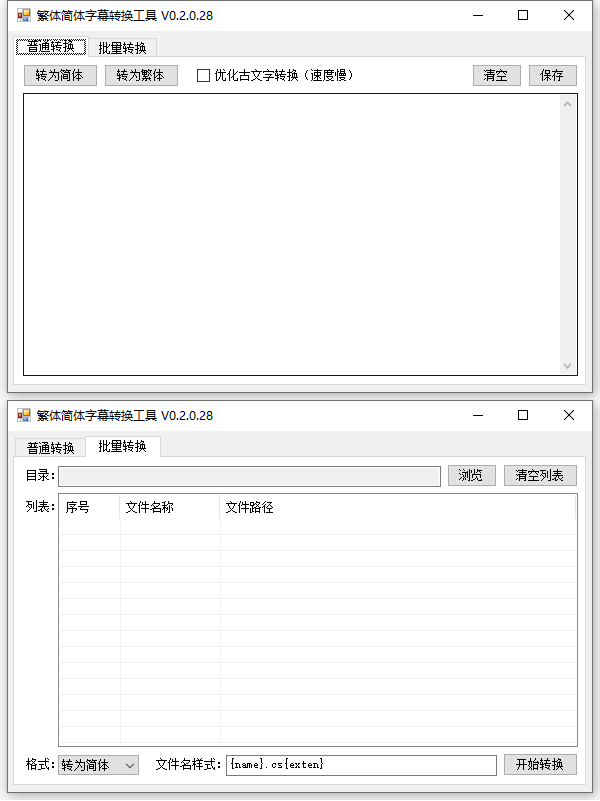 繁体简体字幕转换工具 V0.2.0.28
普通转换 批量转换
转为简体 转为繁体 优化古文字转换（速度慢） 清空 保存
繁体简体字幕转换工具 V0.2.0.28
普通转换 批量转换
目录: 浏览 清空列表
列表: 序号 文件名称 文件路径
格式: 转为简体 文件名样式: {name}.cs{exten} 开始转换